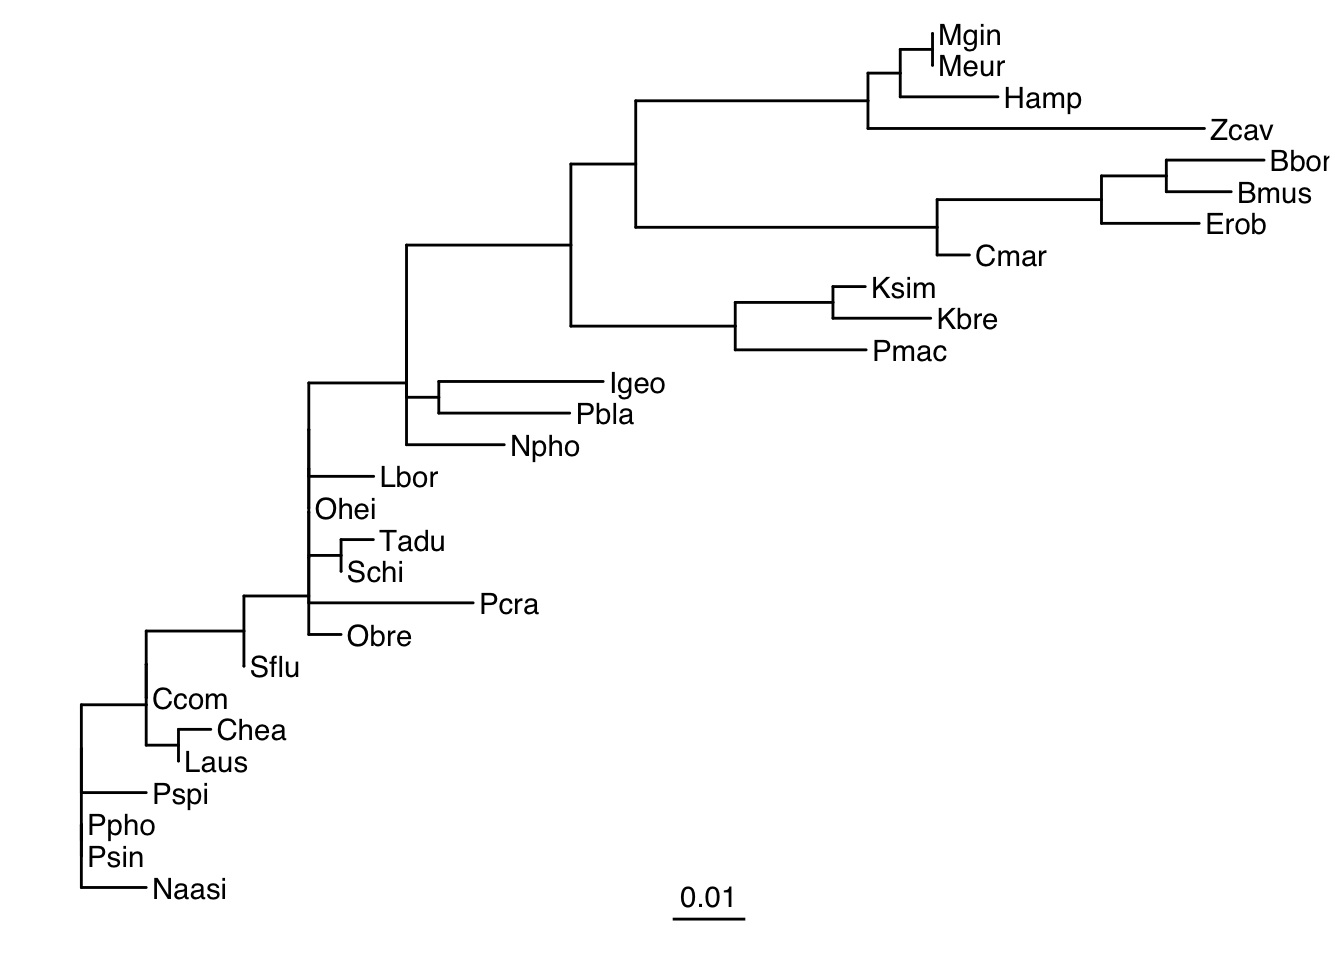 Mgin
Meur
Hamp
Zcav
Bbor
Bmus
Erob
Cmar
Ksim
Kbre
Pmac
Igeo
Pbla
Npho
Lbor
Ohei
Tadu
Schi
Pcra
Obre
Sflu
Ccom
Chea
Laus
Pspi
Ppho
Psin
Naasi
0.01